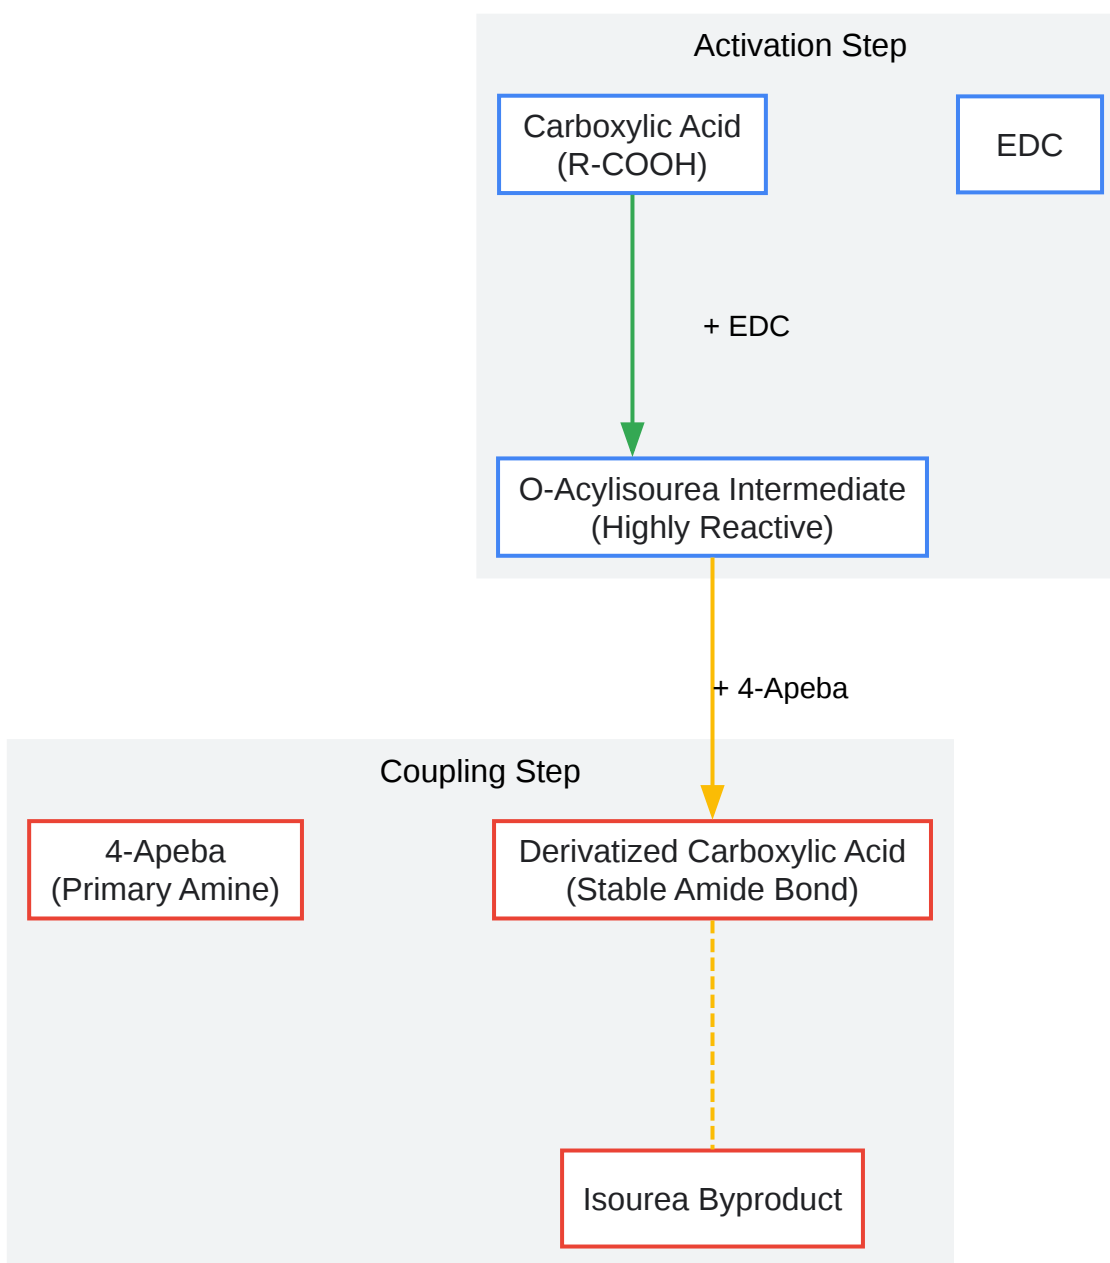 Activation Step
Carboxylic Acid
(R-COOH)
EDC
+ EDC
O-Acylisourea Intermediate
(Highly Reactive)
+ 4-Apeba
Coupling Step
4-Apeba
(Primary Amine)
Derivatized Carboxylic Acid
(Stable Amide Bond)
Isourea Byproduct